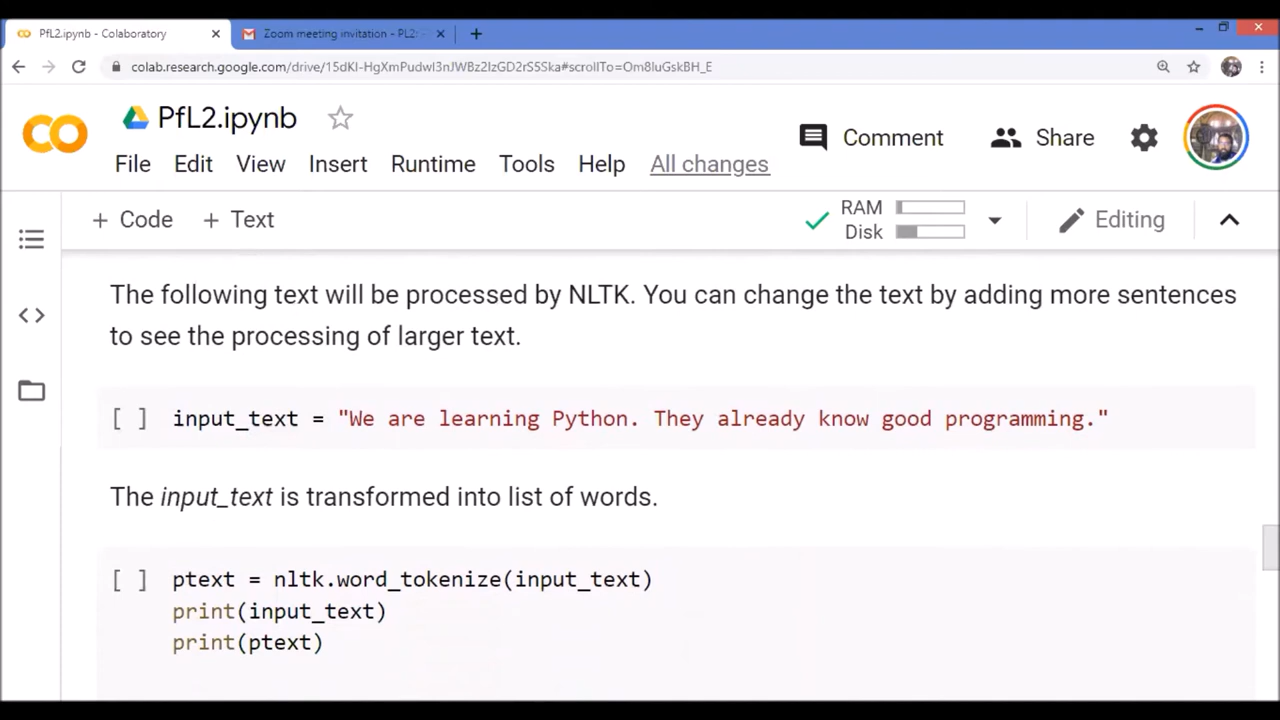 PfL2.ipynb - Colaboratory
Zoom meeting invitation - PL2:
colab.research.google.com/drive/15dKI-HgXmPudwI3nJWBz2IzGD2rS5Ska#scrollTo=Om8IuGskBH_E
PfL2.ipynb
Comment
Share
File Edit View Insert Runtime Tools Help All changes
+ Code + Text
RAM
Disk
Editing
The following text will be processed by NLTK. You can change the text by adding more sentences
to see the processing of larger text.
[ ] input_text = "We are learning Python. They already know good programming."
The input_text is transformed into list of words.
[ ] ptext = nltk.word_tokenize(input_text)
print(input_text)
print(ptext)